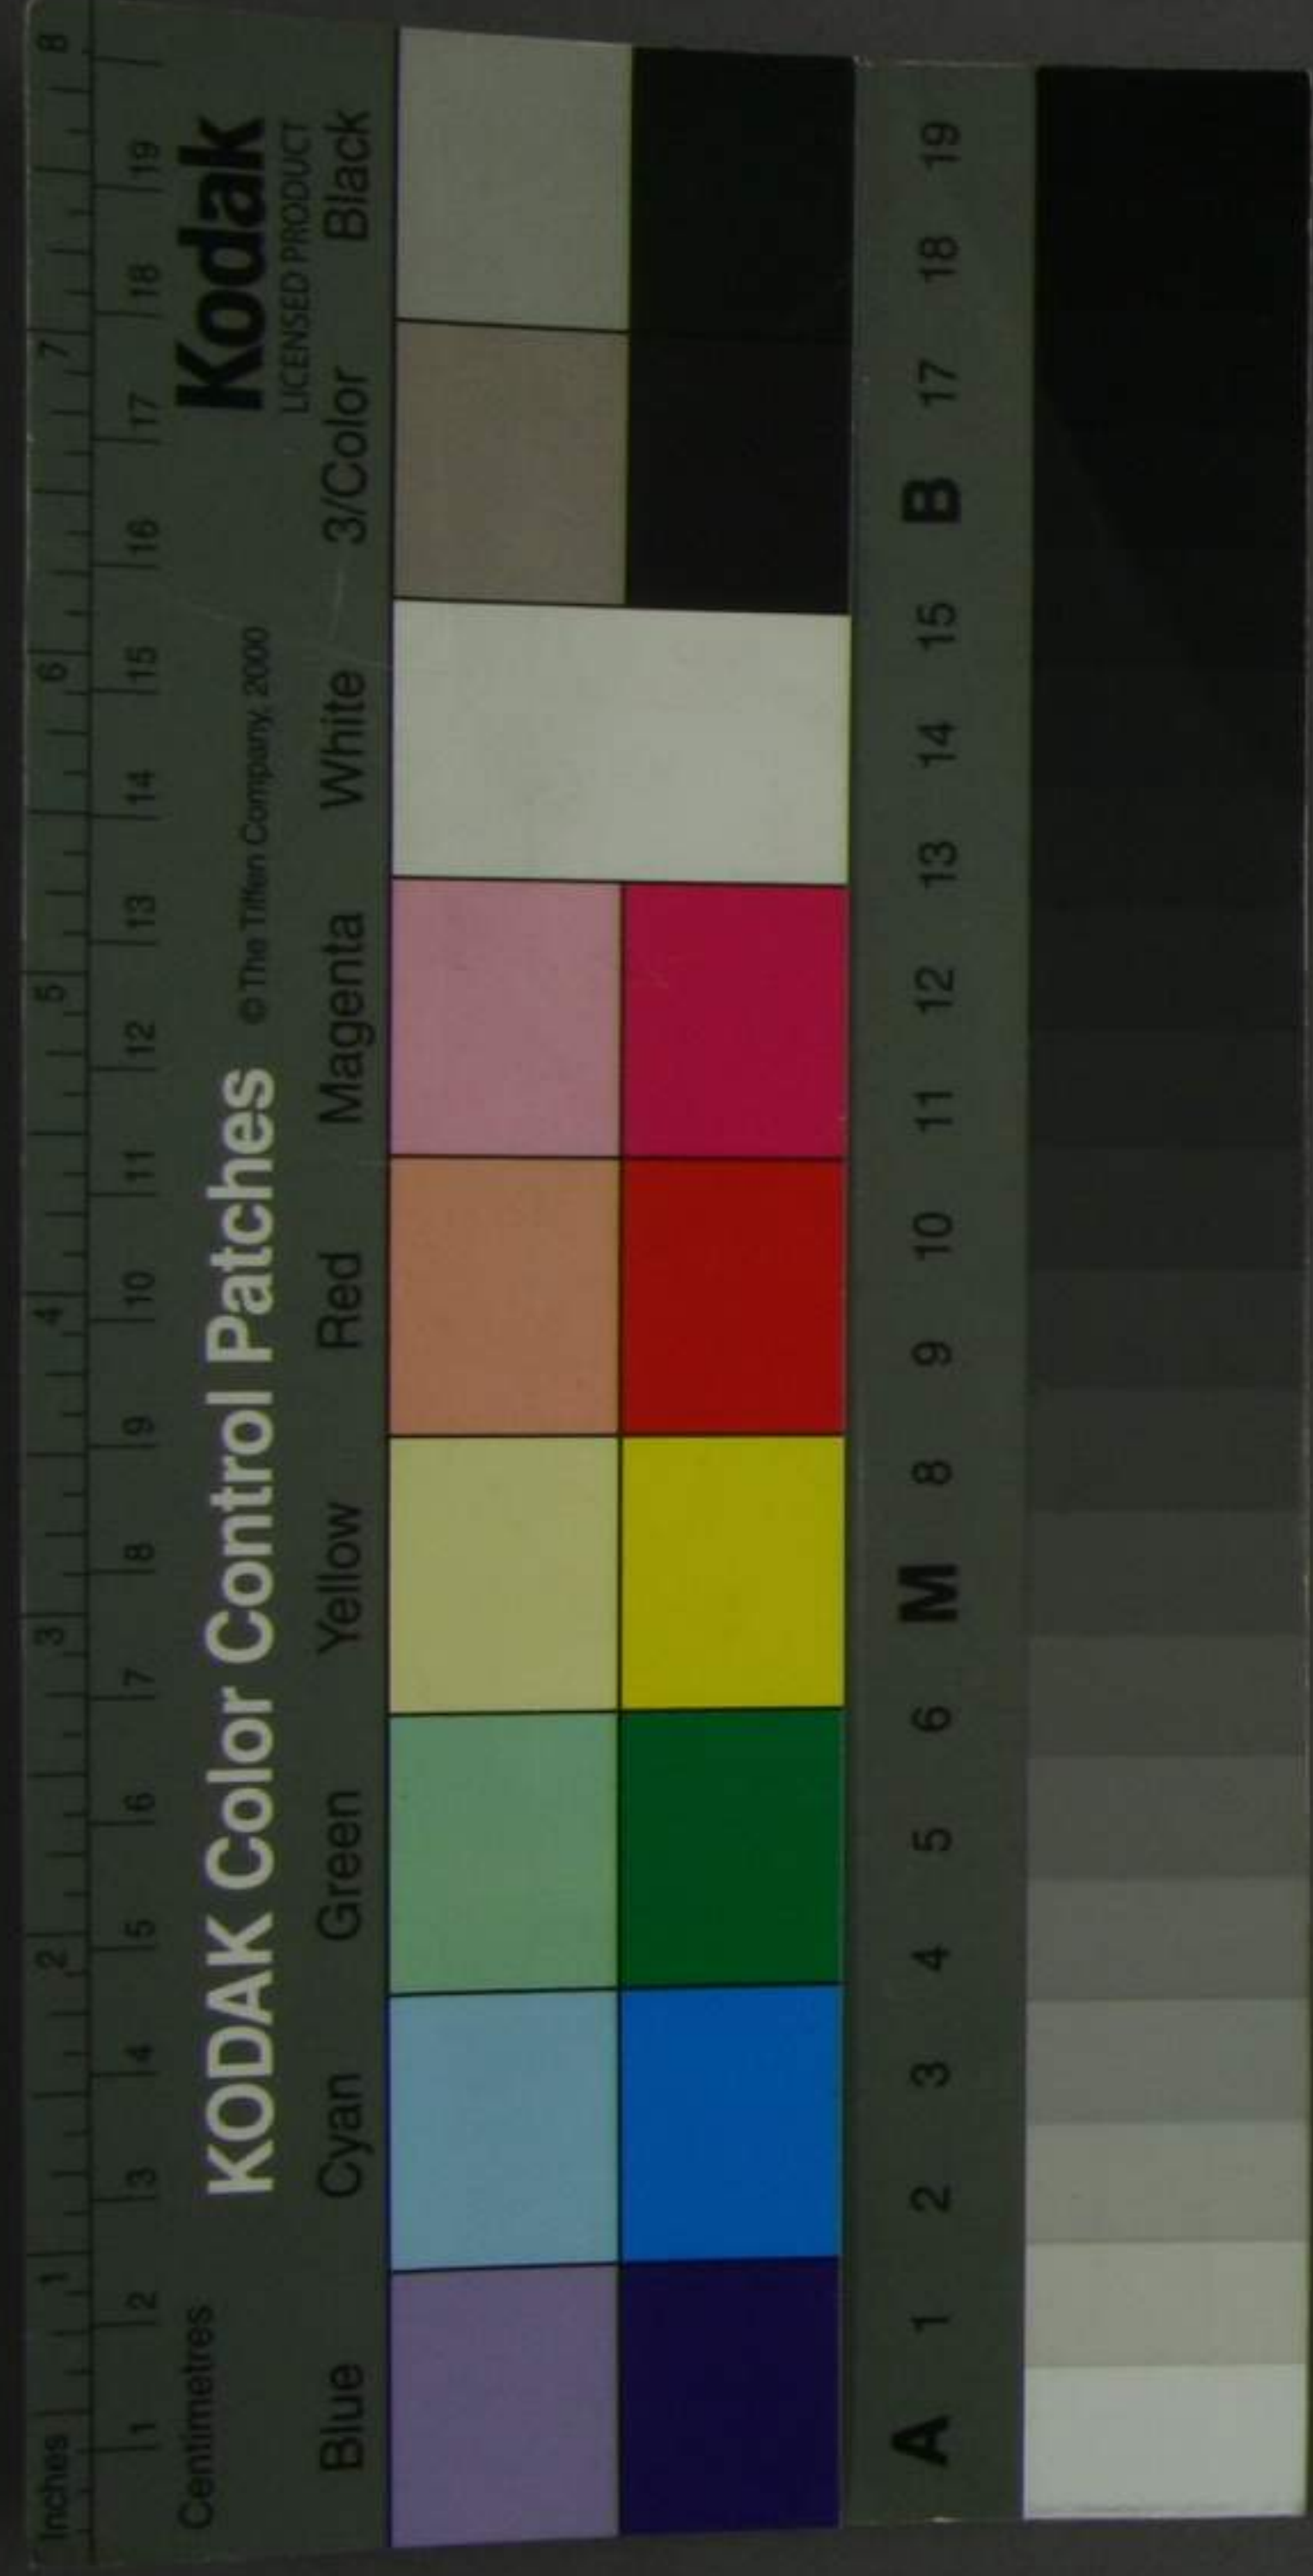 Inches 1 2 3 4 5 6 7 8
1 2 3 4 5 6 7 8 9 10 11 12 13 14 15 16 17 18 19
Centimetres
KODAK Color Control Patches © The Tiffen Company, 2000
Kodak
LICENSED PRODUCT
Blue Cyan Green Yellow Red Magenta White 3/Color Black
A 1 2 3 4 5 6 M 8 9 10 11 12 13 14 15 B 17 18 19